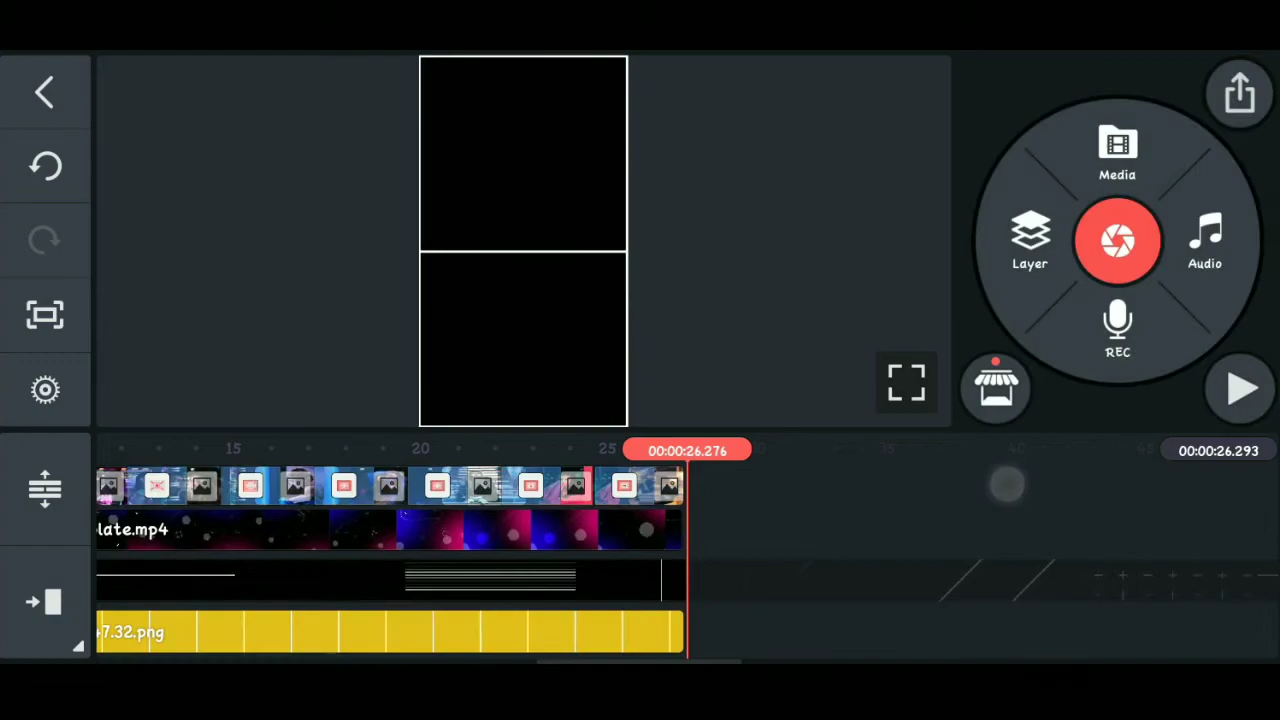 Media
Layer
Audio
REC
15
20
25
00:00:26.276
35
40
45
00:00:26.293
late.mp4
7.32.png